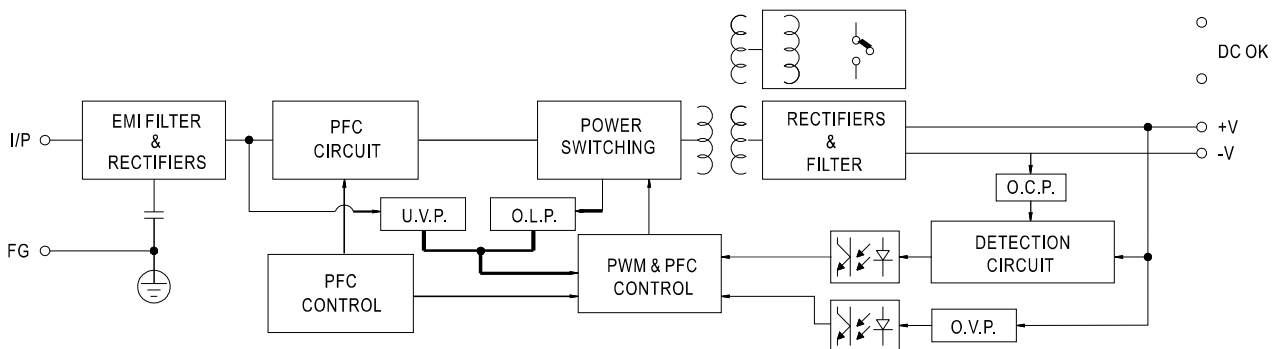 DC OK
I/P
EMI FILTER
&
RECTIFIERS
PFC
CIRCUIT
POWER
SWITCHING
RECTIFIERS
&
FILTER
+V
-V
O.C.P.
U.V.P.
O.L.P.
FG
PFC
CONTROL
PWM & PFC
CONTROL
DETECTION
CIRCUIT
O.V.P.